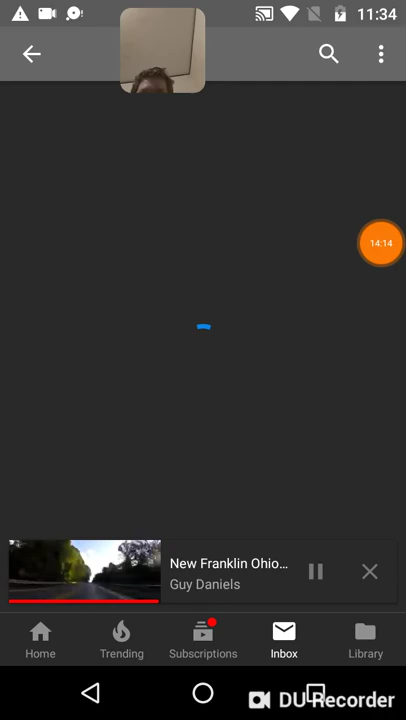 11:34
14:14
New Franklin Ohio...
Guy Daniels
Home
Trending
Subscriptions
Inbox
Library
DU Recorder